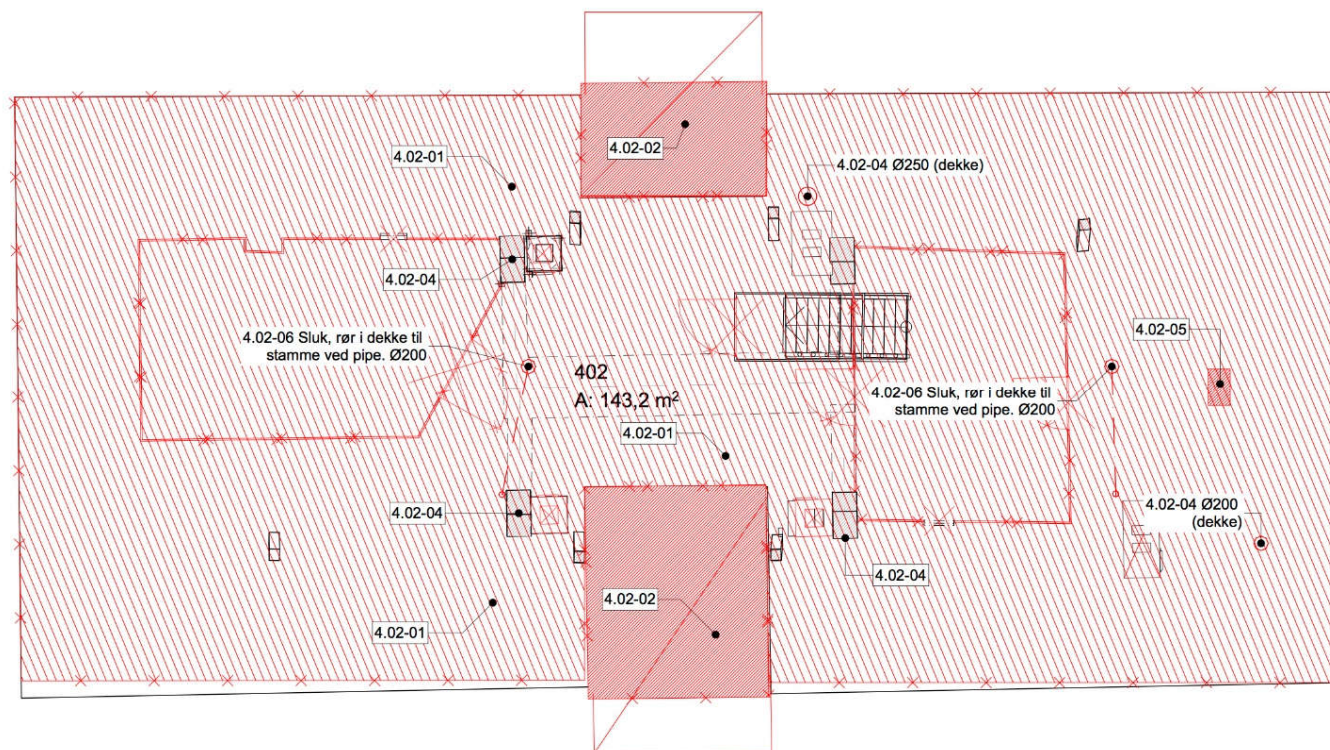 4.02-02
4.02-01
4.02-04 Ø250 (dekke)
4.02-04
4.02-06 Sluk, rør i dekke til
stamme ved pipe. Ø200
402
A: 143,2 m²
4.02-05
4.02-06 Sluk, rør i dekke til
stamme ved pipe. Ø200
4.02-01
4.02-04
4.02-04 Ø200
(dekke)
4.02-04
4.02-02
4.02-01